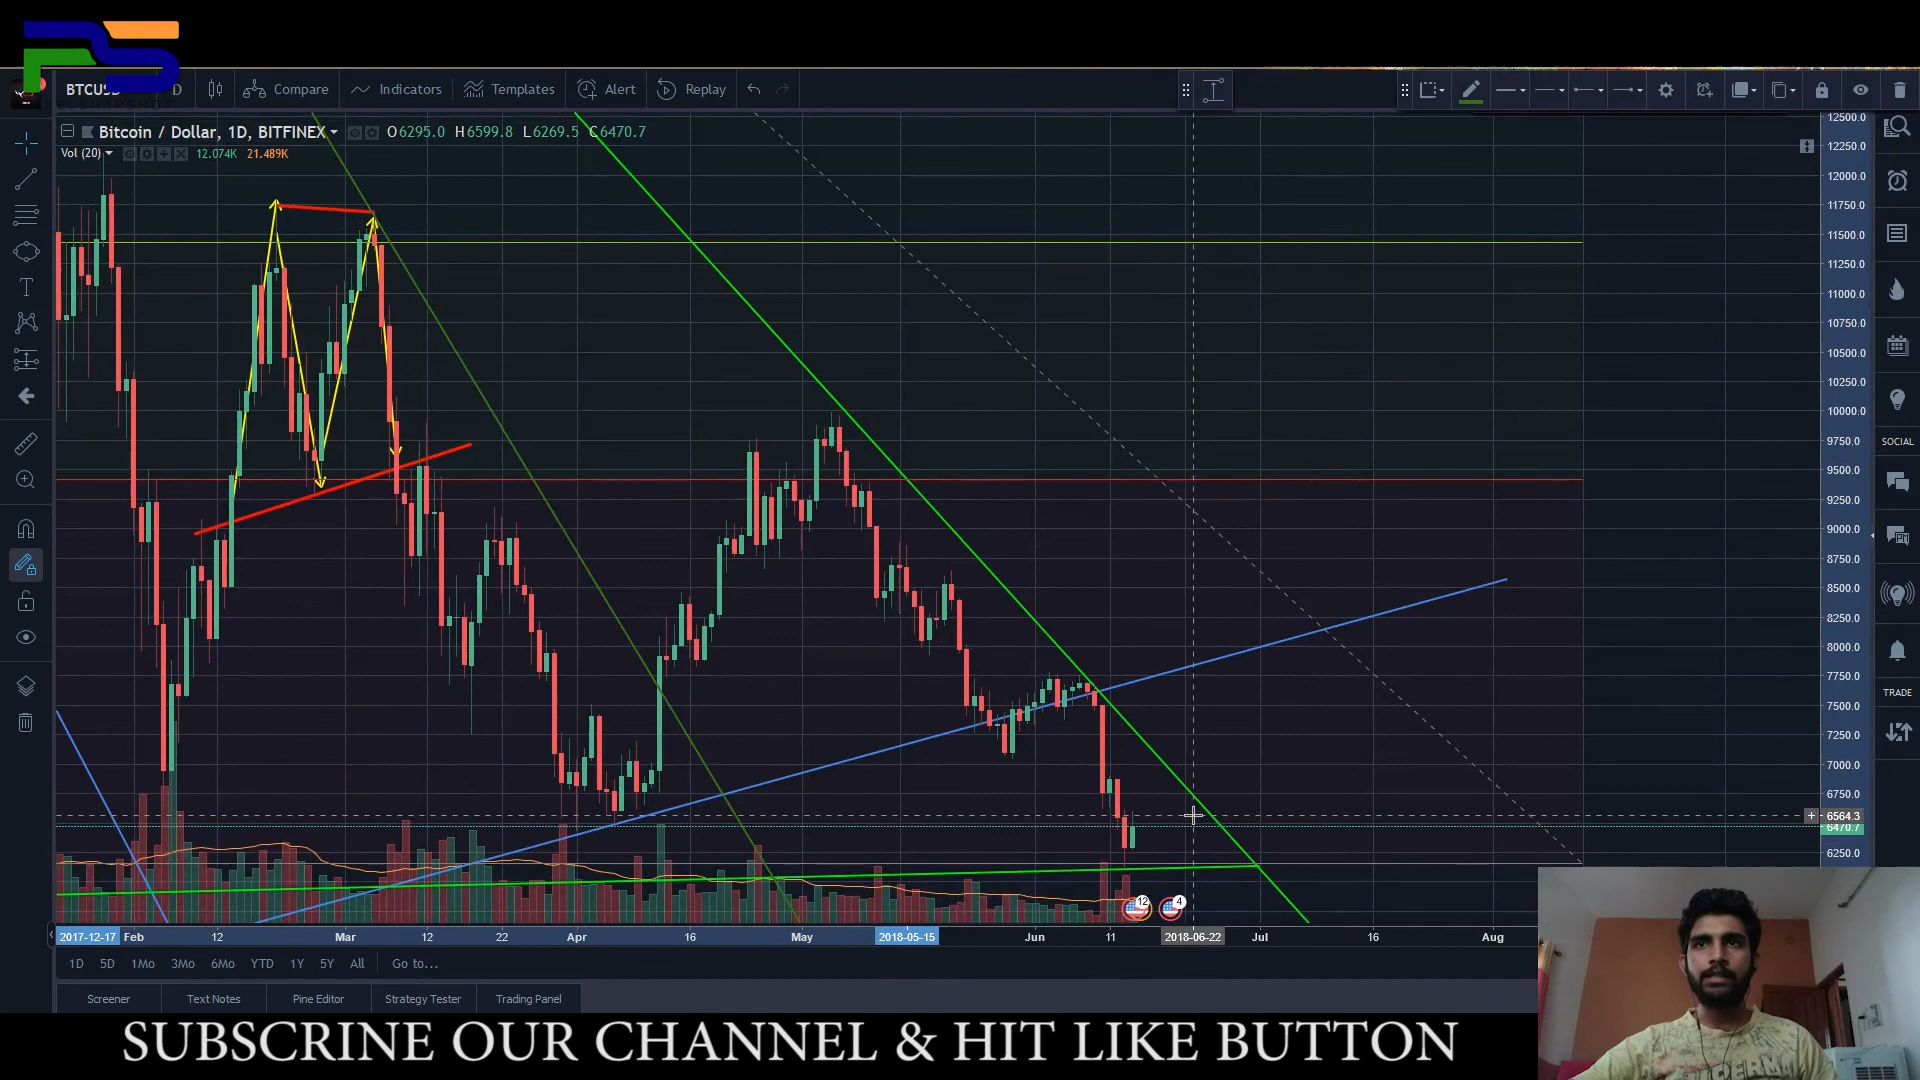 PS
PIXELSNAPSHOT
BTCUSD D Compare Indicators Templates Alert Replay
Bitcoin / Dollar, 1D, BITFINEX O6295.0 H6599.8 L6269.5 C6470.7
Vol (20) 12.074K 21.489K
12500.0
12250.0
12000.0
11750.0
11500.0
11250.0
11000.0
10750.0
10500.0
10250.0
10000.0
9750.0
9500.0
9250.0
9000.0
8750.0
8500.0
8250.0
8000.0
7750.0
7500.0
7250.0
7000.0
6750.0
6564.3
6470.7
6250.0
SOCIAL
TRADE
12 4
2017-12-17 Feb 12 Mar 12 22 Apr 16 May 2018-05-15 Jun 11 2018-06-22 Jul 16 Aug
1D 5D 1Mo 3Mo 6Mo YTD 1Y 5Y All Go to...
Screener Text Notes Pine Editor Strategy Tester Trading Panel
SUBSCRINE OUR CHANNEL & HIT LIKE BUTTON